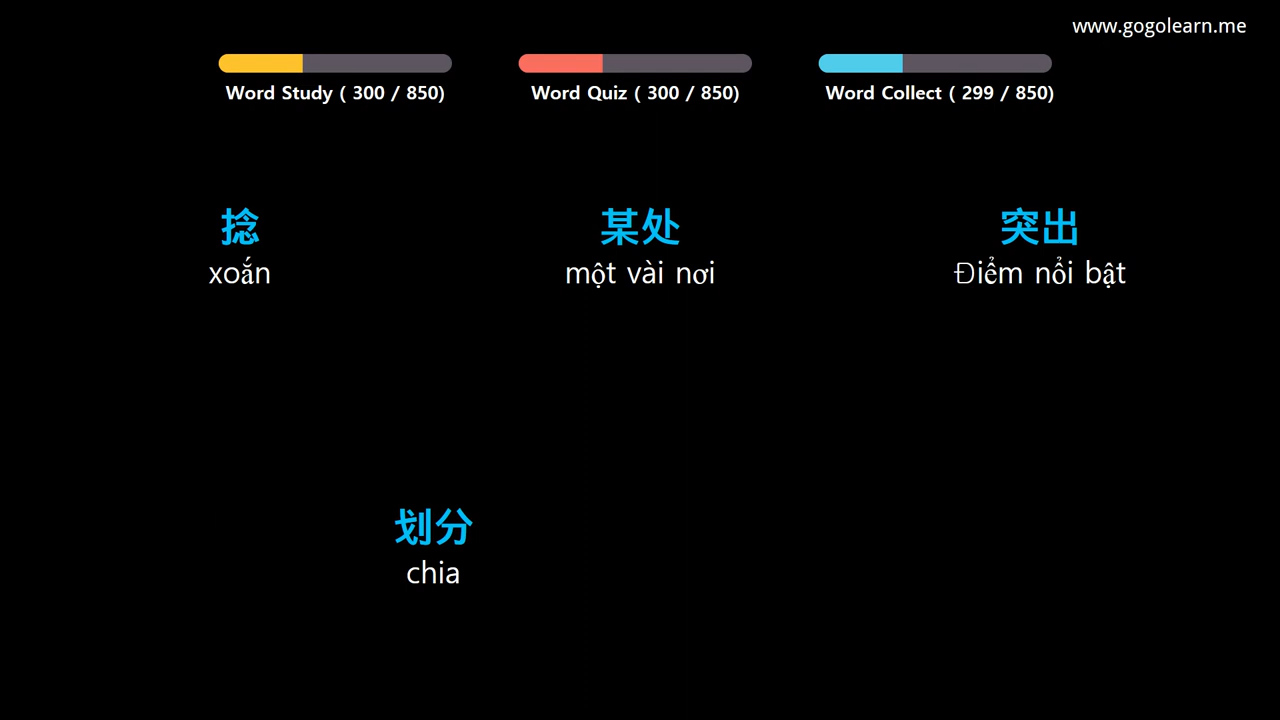 www.gogolearn.me
Word Study ( 300 / 850)
Word Quiz ( 300 / 850)
Word Collect ( 299 / 850)
捻
xoắn
某处
một vài nơi
突出
Điểm nổi bật
划分
chia